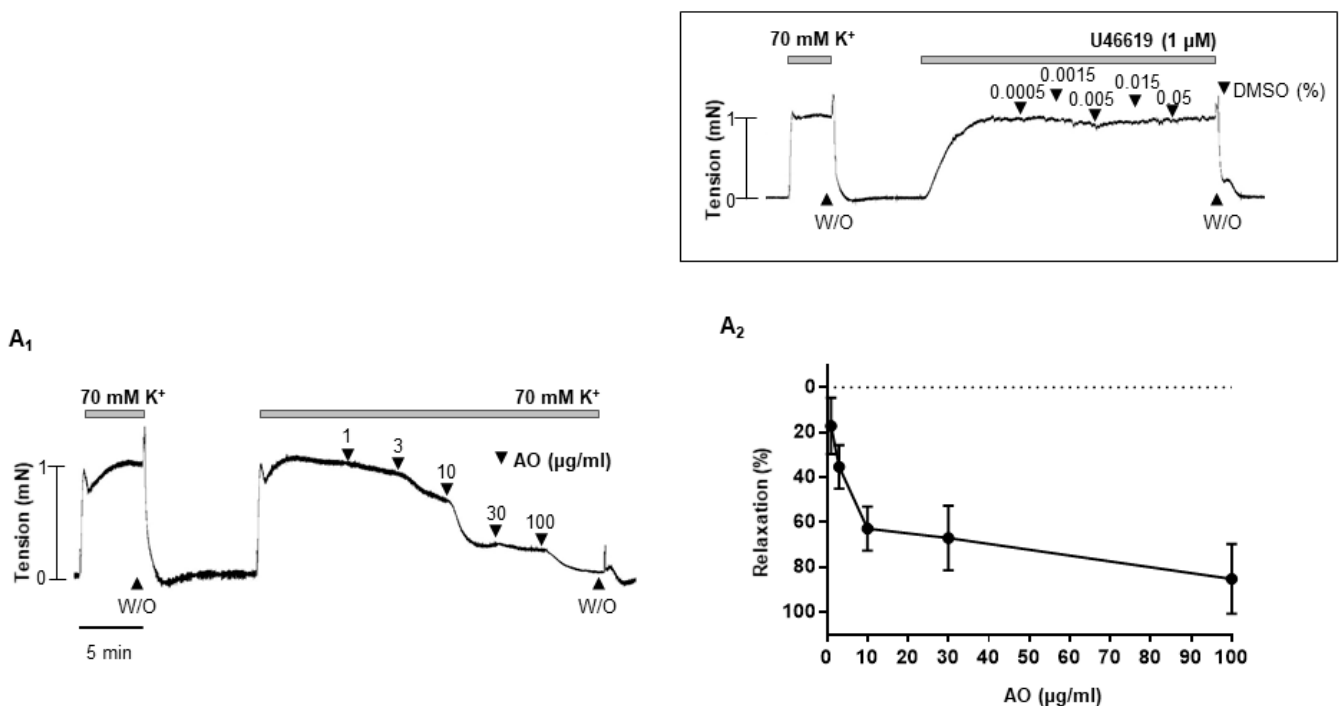 70 mM K⁺
U46619 (1 µM)
0.0005
0.0015
0.005
0.015
0.05
DMSO (%)
Tension (mN)
1
0
W/O
W/O
A₁
70 mM K⁺
70 mM K⁺
1
3
10
30
100
AO (µg/ml)
Tension (mN)
1
0
W/O
W/O
5 min
A₂
Relaxation (%)
0
20
40
60
80
100
0 10 20 30 40 50 60 70 80 90 100
AO (µg/ml)